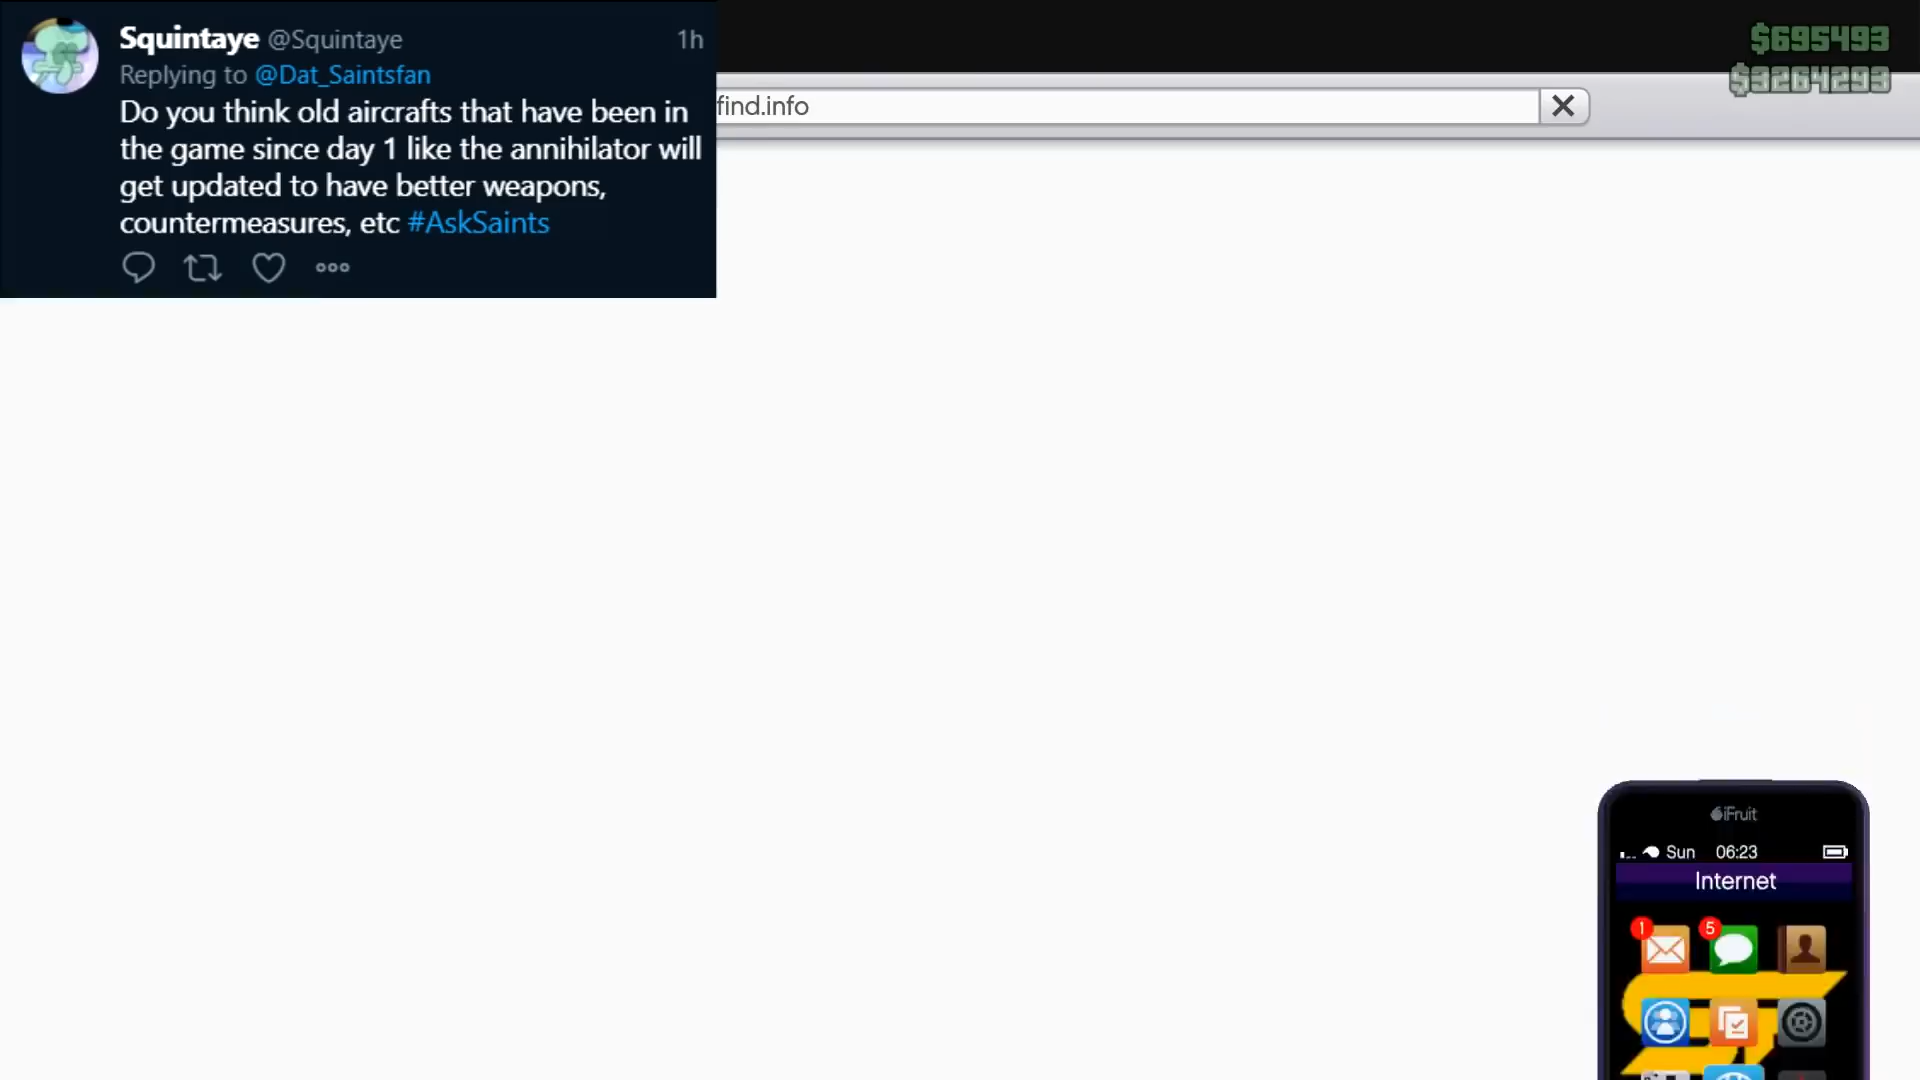 Squintaye @Squintaye 1h
Replying to @Dat_Saintsfan
Do you think old aircrafts that have been in
the game since day 1 like the annihilator will
get updated to have better weapons,
countermeasures, etc #AskSaints
find.info
$695493
$3264293
iFruit
Sun 06:23
Internet
1
5